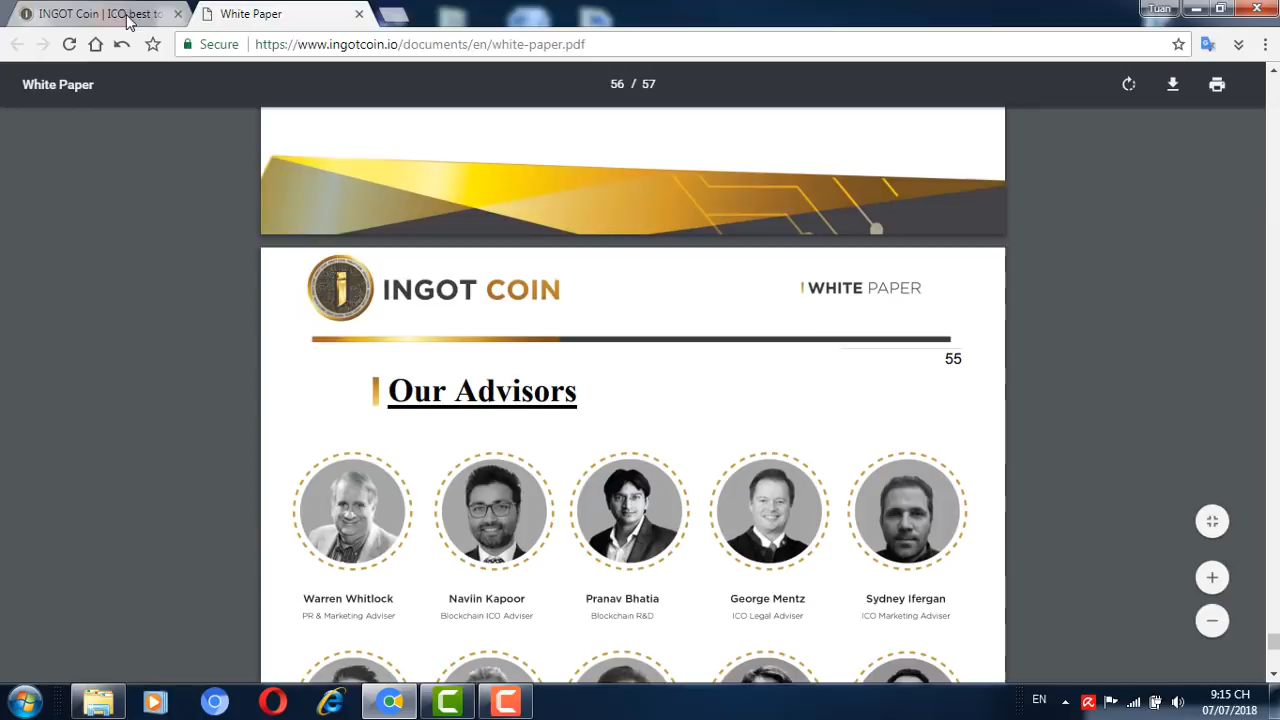 INGOT Coin | ICO best to
White Paper
Tuan
Secure
https://www.ingotcoin.io/documents/en/white-paper.pdf
White Paper
56 / 57
INGOT COIN
WHITE PAPER
55
Our Advisors
Warren Whitlock
Naviin Kapoor
Pranav Bhatia
George Mentz
Sydney Ifergan
PR & Marketing Adviser
Blockchain ICO Adviser
Blockchain R&D
ICO Legal Adviser
ICO Marketing Adviser
EN
9:15 CH
07/07/2018